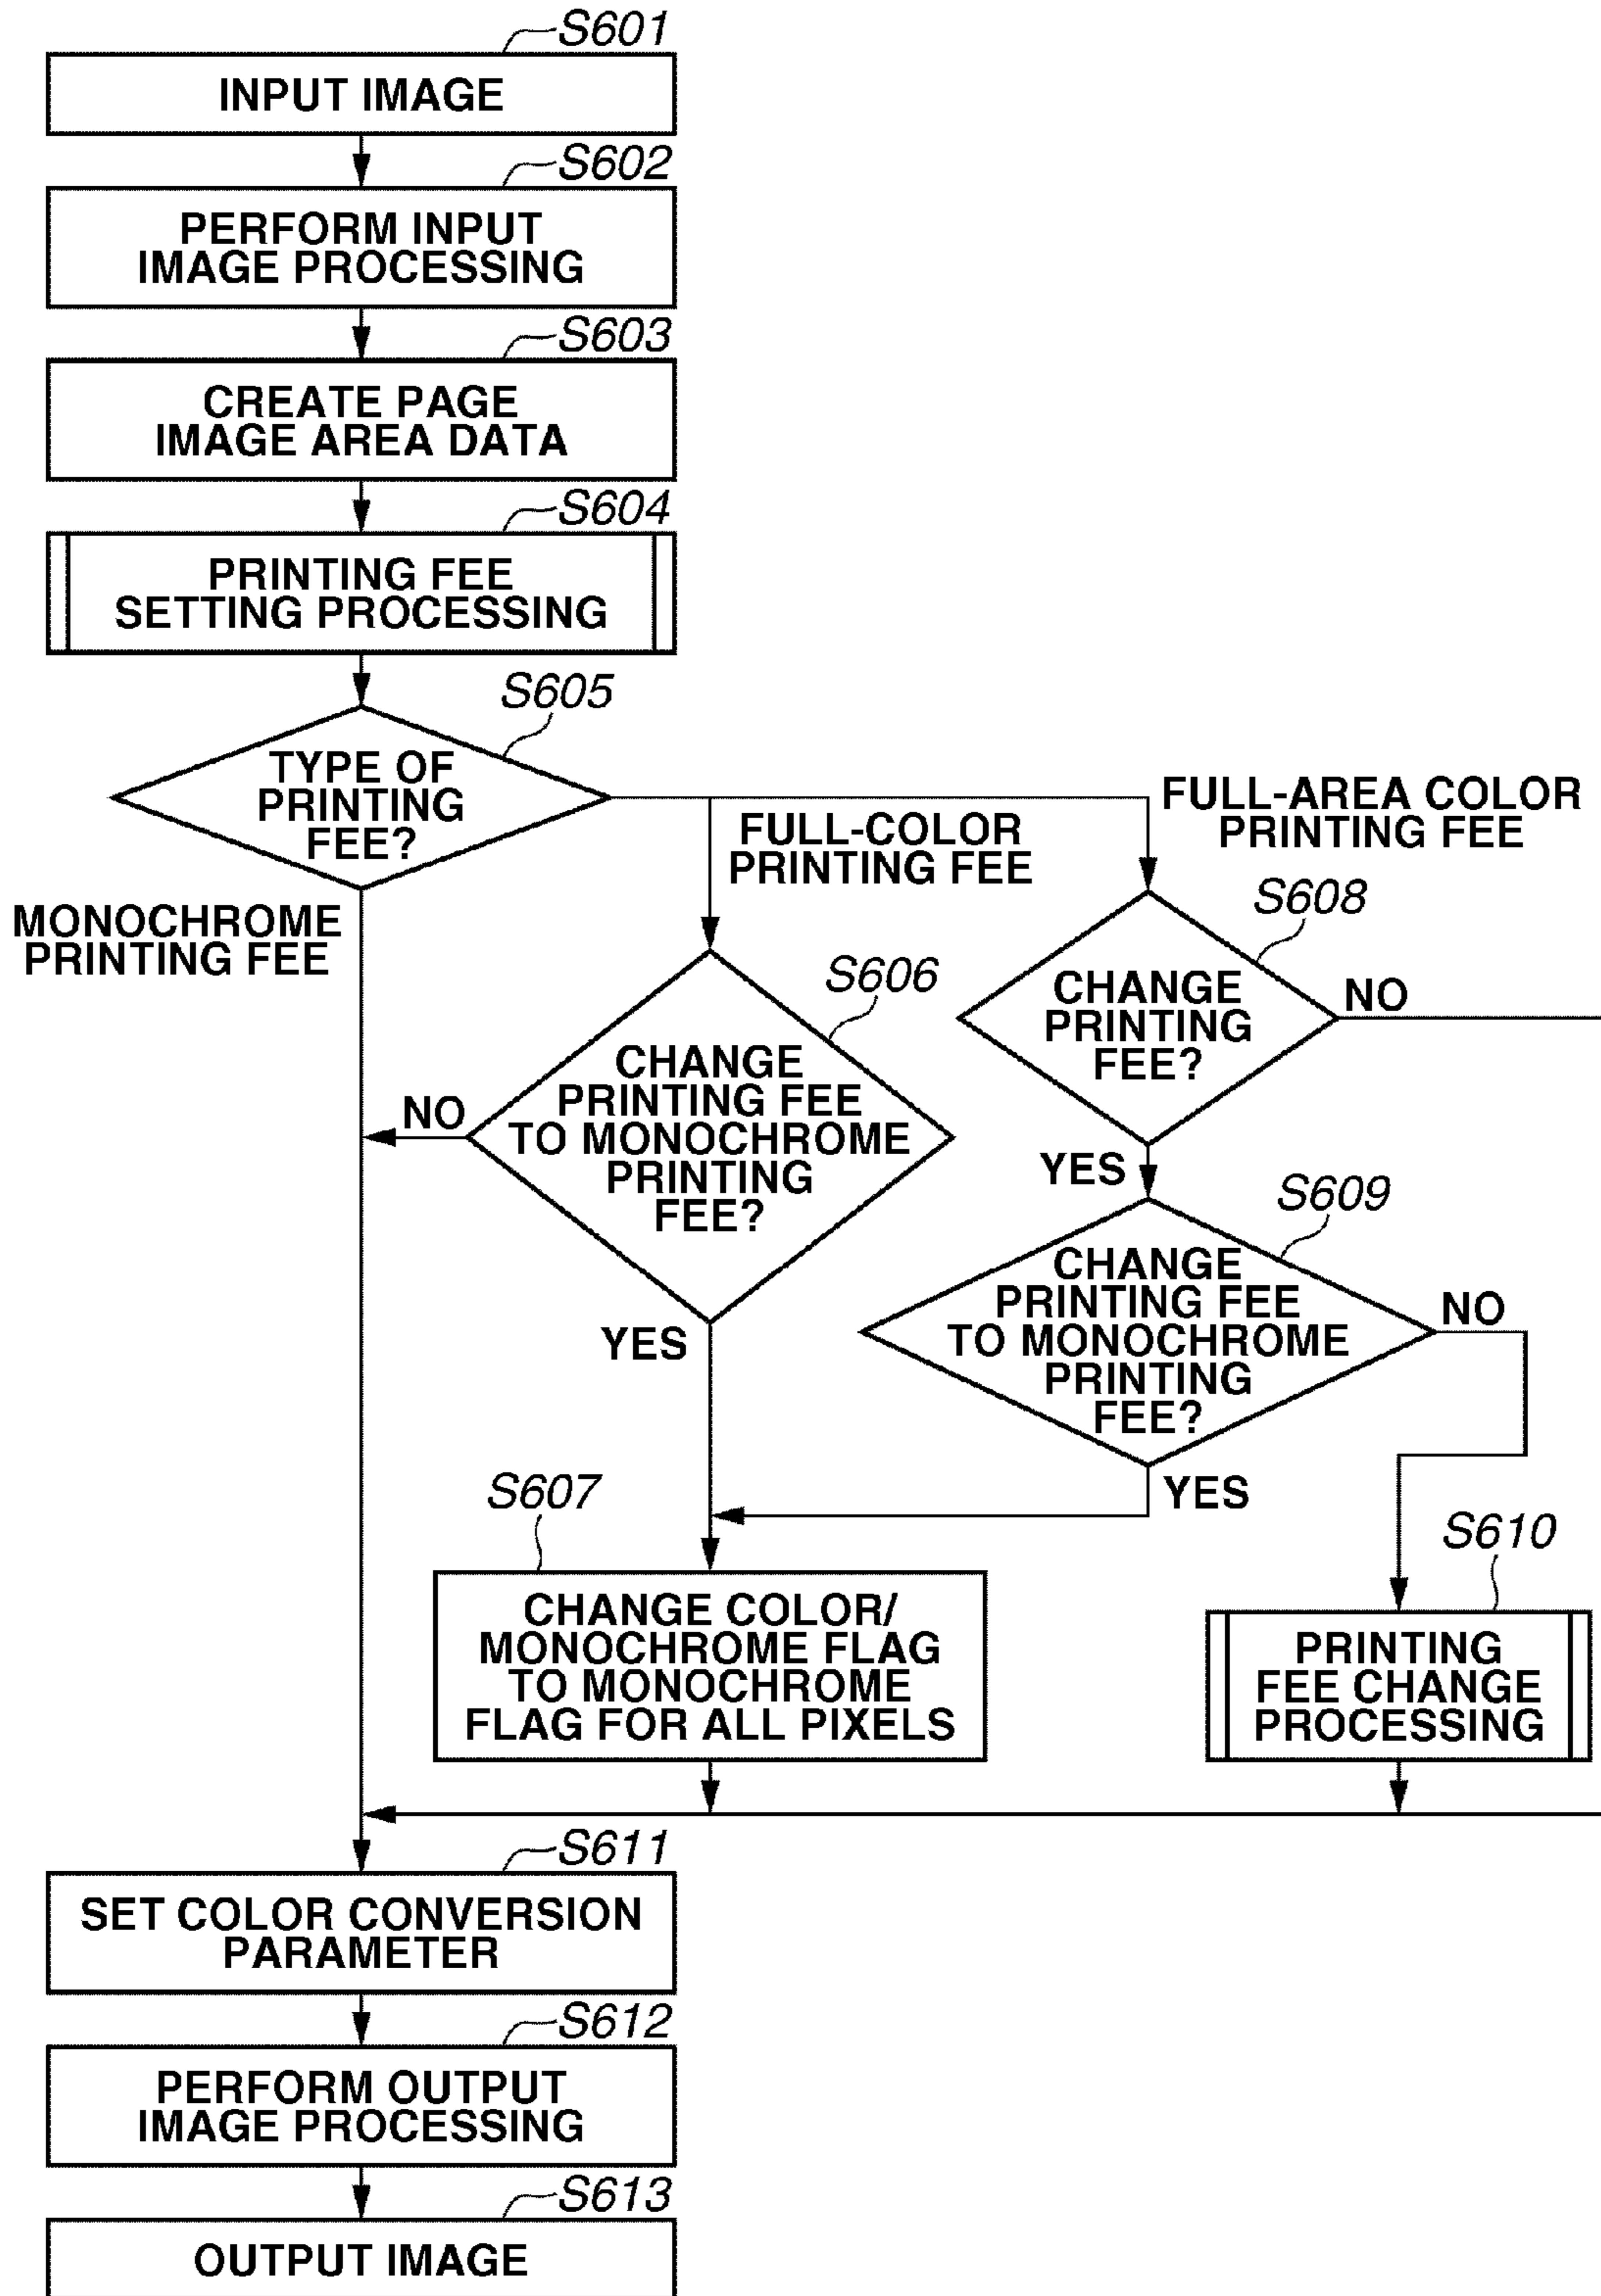 S601
INPUT IMAGE
S602
PERFORM INPUT
IMAGE PROCESSING
S603
CREATE PAGE
IMAGE AREA DATA
S604
PRINTING FEE
SETTING PROCESSING
S605
TYPE OF
PRINTING
FEE?
MONOCHROME
PRINTING FEE
FULL-COLOR
PRINTING FEE
FULL-AREA COLOR
PRINTING FEE
S606
CHANGE
PRINTING FEE
TO MONOCHROME
PRINTING
FEE?
NO
YES
S608
CHANGE
PRINTING
FEE?
NO
YES
S609
CHANGE
PRINTING FEE
TO MONOCHROME
PRINTING
FEE?
NO
YES
S607
CHANGE COLOR/
MONOCHROME FLAG
TO MONOCHROME
FLAG FOR ALL PIXELS
S610
PRINTING
FEE CHANGE
PROCESSING
S611
SET COLOR CONVERSION
PARAMETER
S612
PERFORM OUTPUT
IMAGE PROCESSING
S613
OUTPUT IMAGE